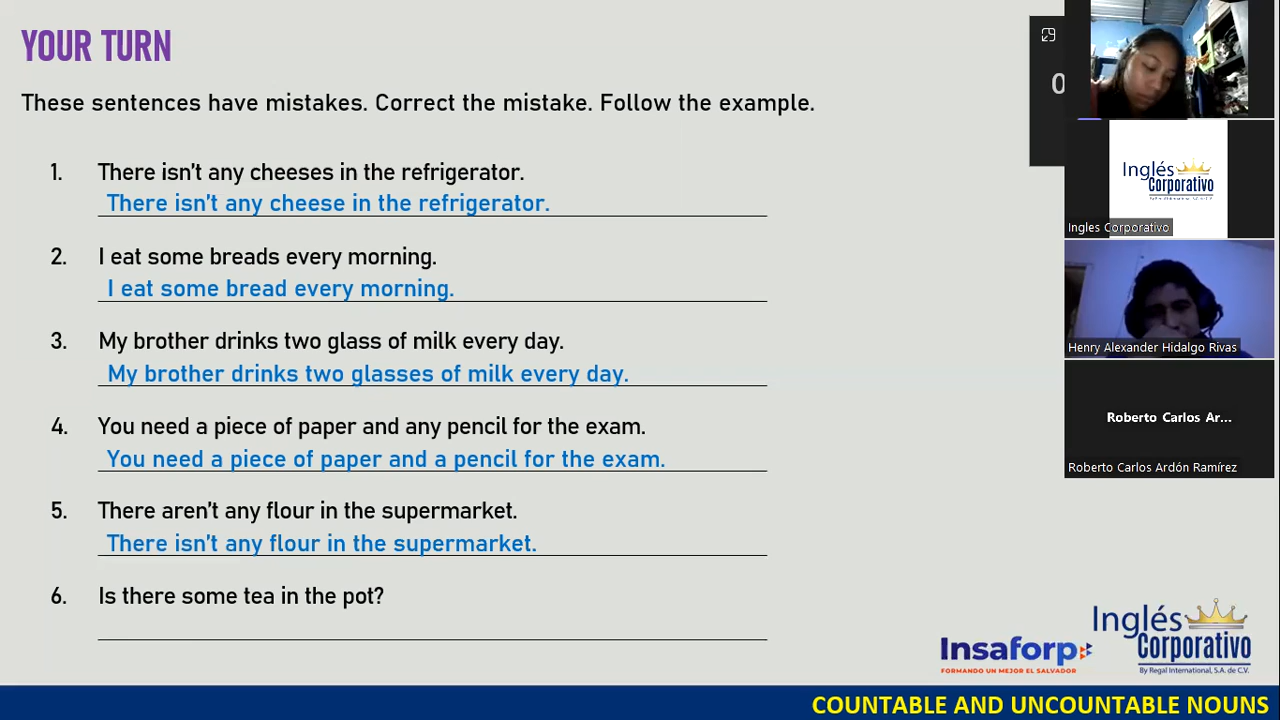 YOUR TURN
These sentences have mistakes. Correct the mistake. Follow the example.
1. There isn't any cheeses in the refrigerator.
There isn't any cheese in the refrigerator.
2. I eat some breads every morning.
I eat some bread every morning.
3. My brother drinks two glass of milk every day.
My brother drinks two glasses of milk every day.
4. You need a piece of paper and any pencil for the exam.
You need a piece of paper and a pencil for the exam.
5. There aren't any flour in the supermarket.
There isn't any flour in the supermarket.
6. Is there some tea in the pot?
Inglés
Corporativo
Ingles Corporativo
Henry Alexander Hidalgo Rivas
Roberto Carlos Ar...
Roberto Carlos Ardón Ramírez
Insaforp
FORMANDO UN MEJOR EL SALVADOR
Inglés
Corporativo
By Regal International, S.A. de C.V.
COUNTABLE AND UNCOUNTABLE NOUNS